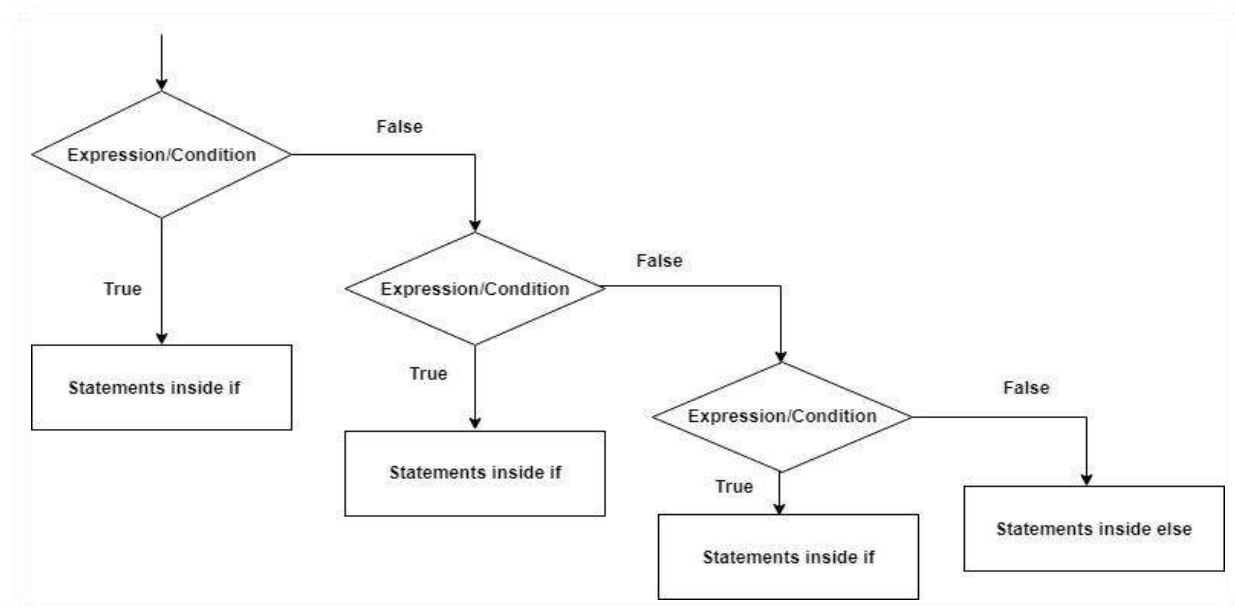 False
Expression/Condition
False
True
Expression/Condition
True
Statements inside if
False
Expression/Condition
Statements inside if
True
Statements inside else
Statements inside if